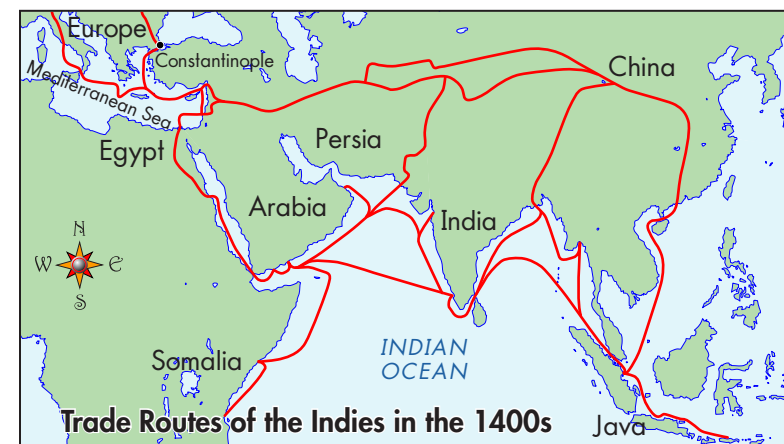 Europe
Constantinople
Mediterranean Sea
China
Persia
Egypt
Arabia
India
N
W E
S
INDIAN
OCEAN
Somalia
Trade Routes of the Indies in the 1400s
Java